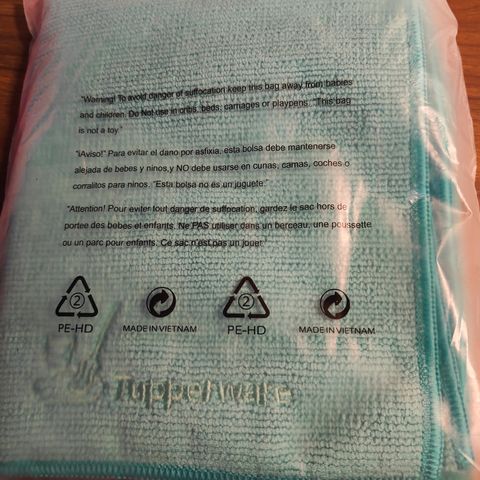 "Warning! To avoid danger of suffocation keep this bag away from babies
and children. Do Not use in cribs, beds, carriages or playpens. "This bag
is not a toy."
"¡Aviso!" Para evitar el dano por asfixia, esta bolsa debe mantenerse
alejada de bebes y ninos,y NO debe usarse en cunas, camas, coches o
corralitos para ninos. "Esta bolsa no es un juguete."
"Attention! Pour eviter tout danger de suffocation, gardez le sac hors de
portee des bebes et enfants. Ne PAS utiliser dans un berceau, une poussette
ou un parc pour enfants. Ce sac n'est pas un jouet"
2 2
PE-HD MADE IN VIETNAM PE-HD MADE IN VIETNAM
Tupperware